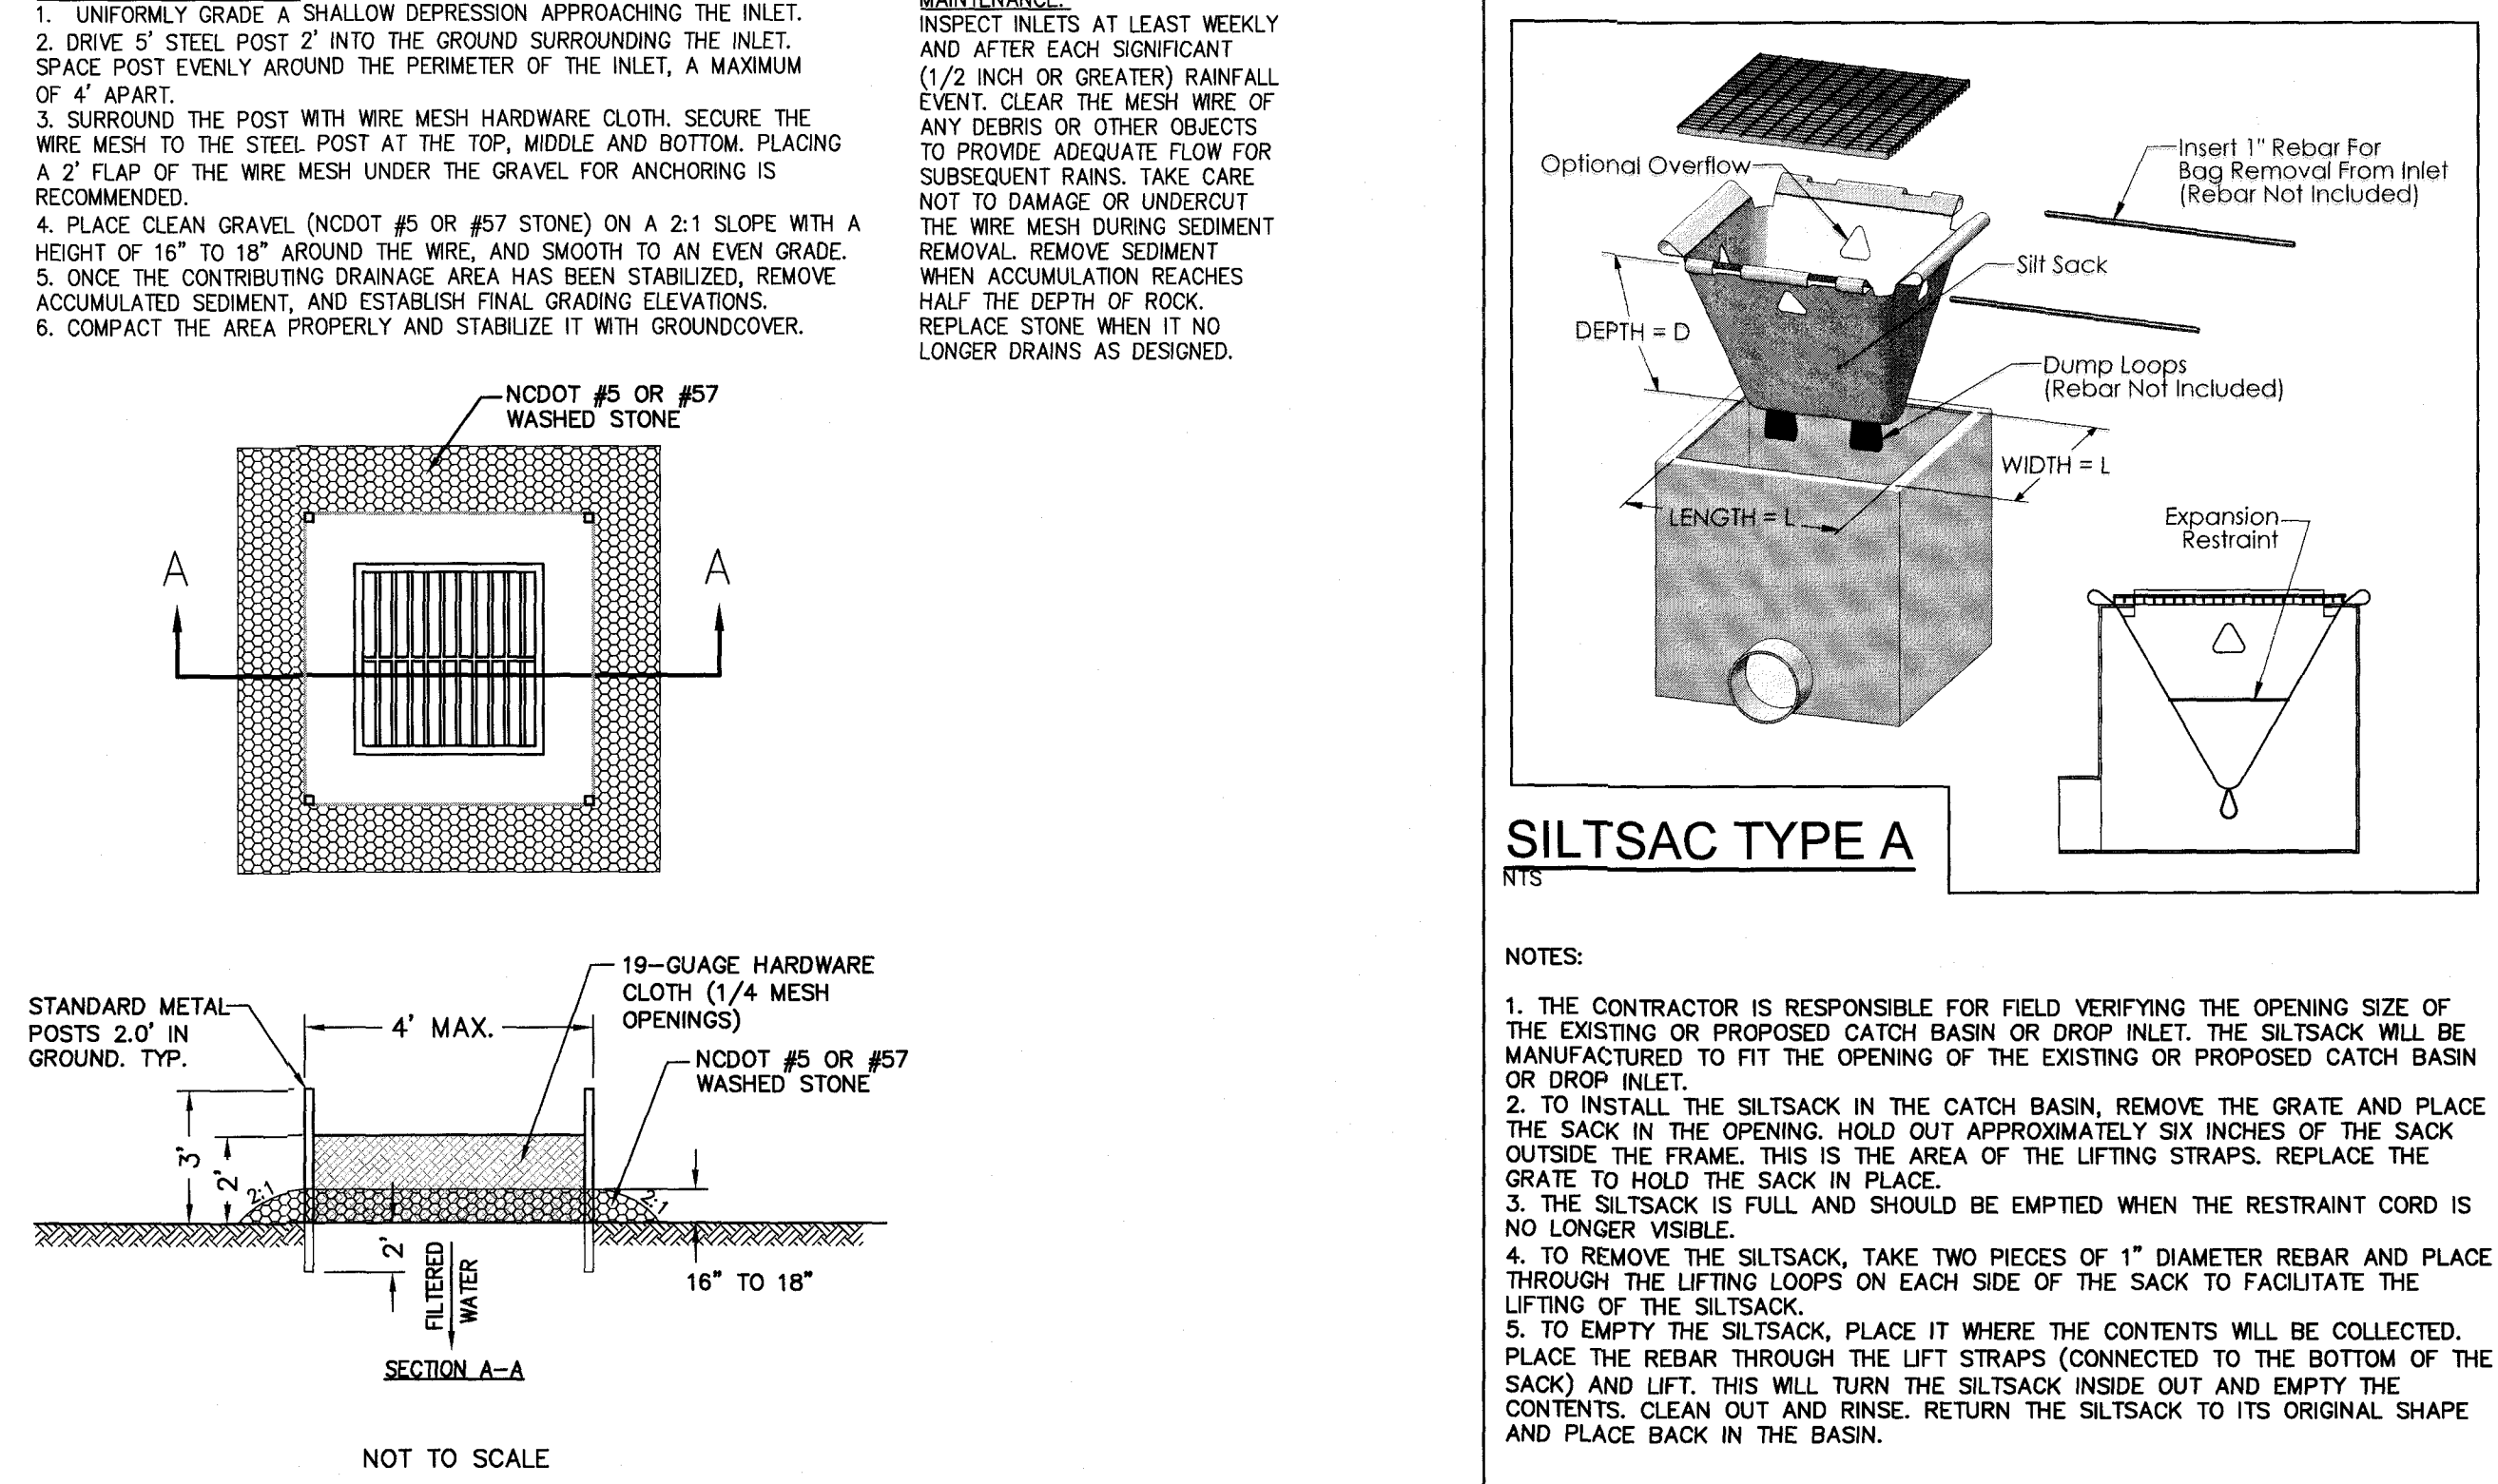 1. UNIFORMLY GRADE A SHALLOW DEPRESSION APPROACHING THE INLET.
2. DRIVE 5' STEEL POST 2' INTO THE GROUND SURROUNDING THE INLET.
SPACE POST EVENLY AROUND THE PERIMETER OF THE INLET, A MAXIMUM
OF 4' APART.
3. SURROUND THE POST WITH WIRE MESH HARDWARE CLOTH. SECURE THE
WIRE MESH TO THE STEEL POST AT THE TOP, MIDDLE AND BOTTOM. PLACING
A 2' FLAP OF THE WIRE MESH UNDER THE GRAVEL FOR ANCHORING IS
RECOMMENDED.
4. PLACE CLEAN GRAVEL (NCDOT #5 OR #57 STONE) ON A 2:1 SLOPE WITH A
HEIGHT OF 16" TO 18" AROUND THE WIRE, AND SMOOTH TO AN EVEN GRADE.
5. ONCE THE CONTRIBUTING DRAINAGE AREA HAS BEEN STABILIZED, REMOVE
ACCUMULATED SEDIMENT, AND ESTABLISH FINAL GRADING ELEVATIONS.
6. COMPACT THE AREA PROPERLY AND STABILIZE IT WITH GROUNDCOVER.
MAINTENANCE:
INSPECT INLETS AT LEAST WEEKLY
AND AFTER EACH SIGNIFICANT
(1/2 INCH OR GREATER) RAINFALL
EVENT. CLEAR THE MESH WIRE OF
ANY DEBRIS OR OTHER OBJECTS
TO PROVIDE ADEQUATE FLOW FOR
SUBSEQUENT RAINS. TAKE CARE
NOT TO DAMAGE OR UNDERCUT
THE WIRE MESH DURING SEDIMENT
REMOVAL. REMOVE SEDIMENT
WHEN ACCUMULATION REACHES
HALF THE DEPTH OF ROCK.
REPLACE STONE WHEN IT NO
LONGER DRAINS AS DESIGNED.
NCDOT #5 OR #57
WASHED STONE
A
A
19-GUAGE HARDWARE
CLOTH (1/4 MESH
OPENINGS)
STANDARD METAL
POSTS 2.0' IN
GROUND. TYP.
4' MAX.
NCDOT #5 OR #57
WASHED STONE
3'
2'
2:1
2:1
2'
FILTERED
WATER
16" TO 18"
SECTION A-A
NOT TO SCALE
Optional Overflow
Insert 1" Rebar For
Bag Removal From Inlet
(Rebar Not Included)
Silt Sack
DEPTH = D
Dump Loops
(Rebar Not Included)
WIDTH = L
LENGTH = L
Expansion
Restraint
SILTSAC TYPE A
NTS
NOTES:
1. THE CONTRACTOR IS RESPONSIBLE FOR FIELD VERIFYING THE OPENING SIZE OF
THE EXISTING OR PROPOSED CATCH BASIN OR DROP INLET. THE SILTSACK WILL BE
MANUFACTURED TO FIT THE OPENING OF THE EXISTING OR PROPOSED CATCH BASIN
OR DROP INLET.
2. TO INSTALL THE SILTSACK IN THE CATCH BASIN, REMOVE THE GRATE AND PLACE
THE SACK IN THE OPENING. HOLD OUT APPROXIMATELY SIX INCHES OF THE SACK
OUTSIDE THE FRAME. THIS IS THE AREA OF THE LIFTING STRAPS. REPLACE THE
GRATE TO HOLD THE SACK IN PLACE.
3. THE SILTSACK IS FULL AND SHOULD BE EMPTIED WHEN THE RESTRAINT CORD IS
NO LONGER VISIBLE.
4. TO REMOVE THE SILTSACK, TAKE TWO PIECES OF 1" DIAMETER REBAR AND PLACE
THROUGH THE LIFTING LOOPS ON EACH SIDE OF THE SACK TO FACILITATE THE
LIFTING OF THE SILTSACK.
5. TO EMPTY THE SILTSACK, PLACE IT WHERE THE CONTENTS WILL BE COLLECTED.
PLACE THE REBAR THROUGH THE LIFT STRAPS (CONNECTED TO THE BOTTOM OF THE
SACK) AND LIFT. THIS WILL TURN THE SILTSACK INSIDE OUT AND EMPTY THE
CONTENTS. CLEAN OUT AND RINSE. RETURN THE SILTSACK TO ITS ORIGINAL SHAPE
AND PLACE BACK IN THE BASIN.